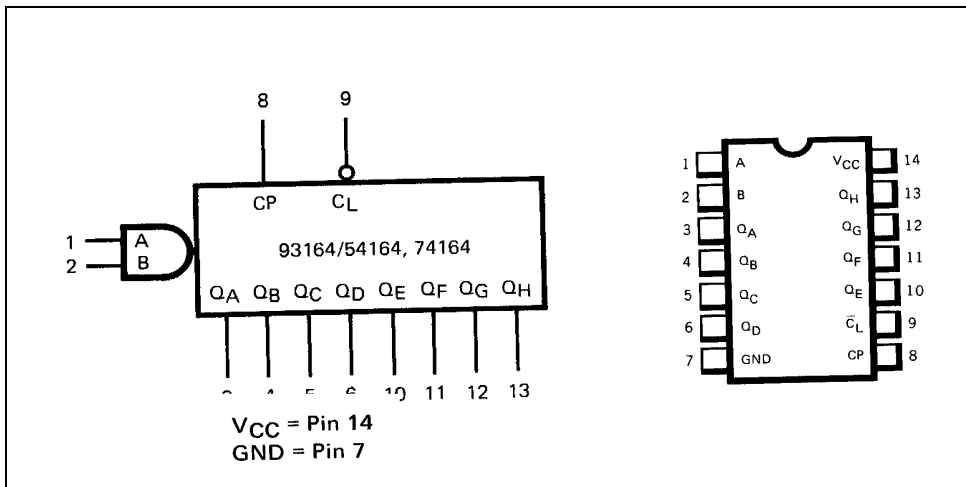 8 9
CP CL
1 A
2 B
93164/54164, 74164
QA QB QC QD QE QF QG QH
5 6 10 11 12 13
VCC = Pin 14
GND = Pin 7
1 A VCC 14
2 B QH 13
3 QA QG 12
4 QB QF 11
5 QC QE 10
6 QD C̄L 9
7 GND CP 8